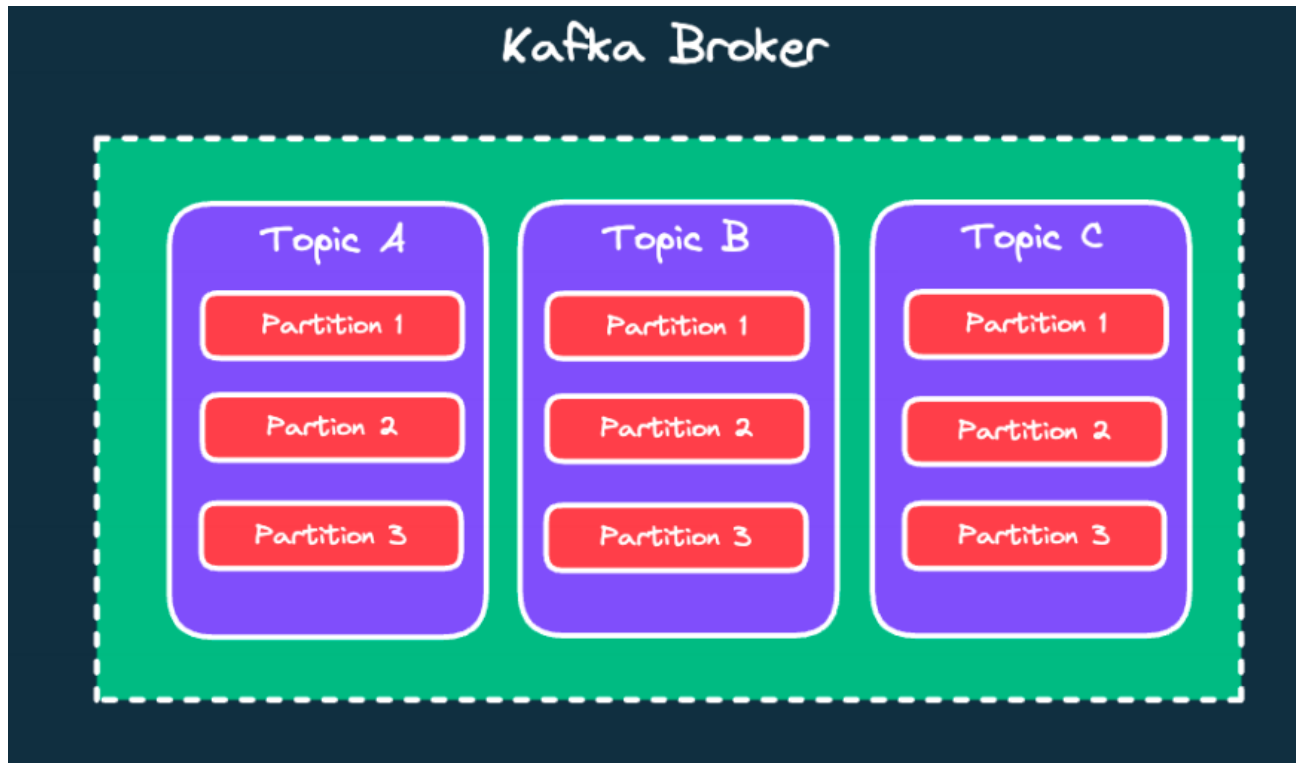 Kafka Broker
Topic A
Partition 1
Partion 2
Partition 3
Topic B
Partition 1
Partition 2
Partition 3
Topic C
Partition 1
Partition 2
Partition 3